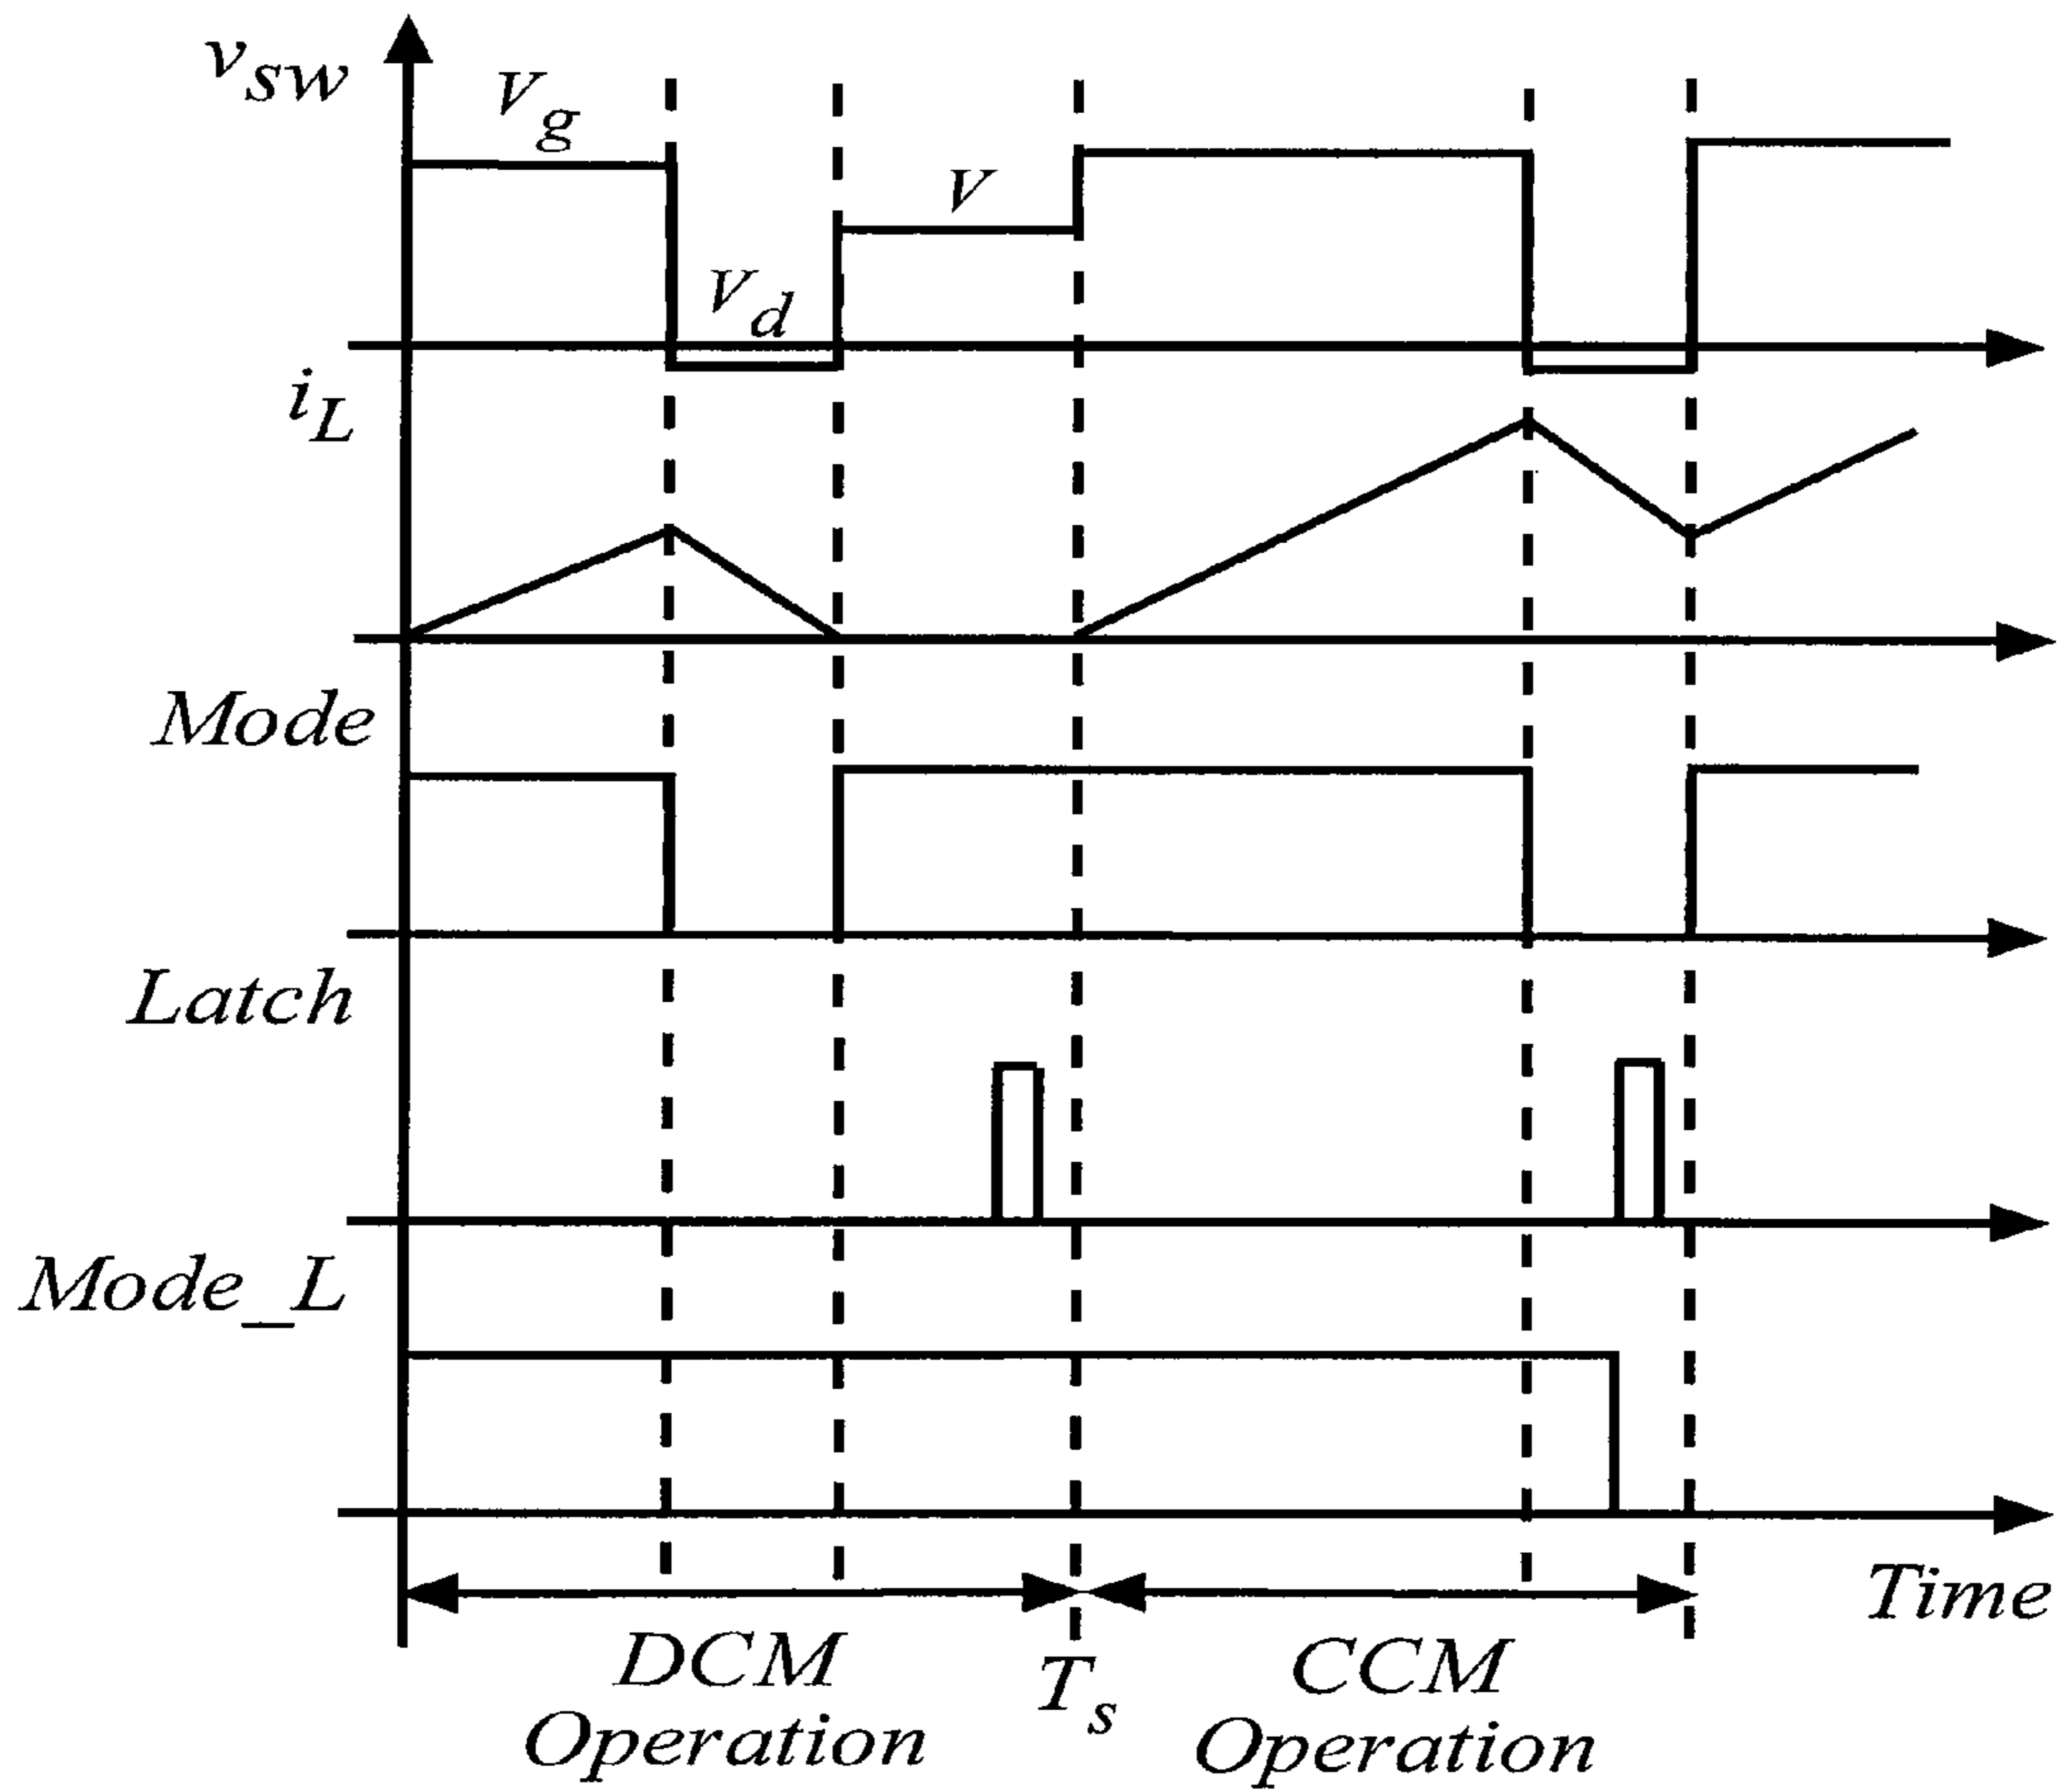 v_sw
V_g
V
V_d
i_L
Mode
Latch
Mode_L
Time
DCM
Operation
T_s
CCM
Operation